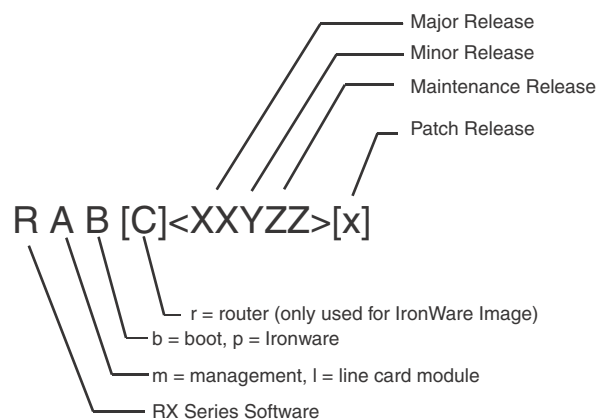 Major Release
Minor Release
Maintenance Release
Patch Release
R A B [C]<XXYZZ>[x]
r = router (only used for IronWare Image)
b = boot, p = Ironware
m = management, l = line card module
RX Series Software